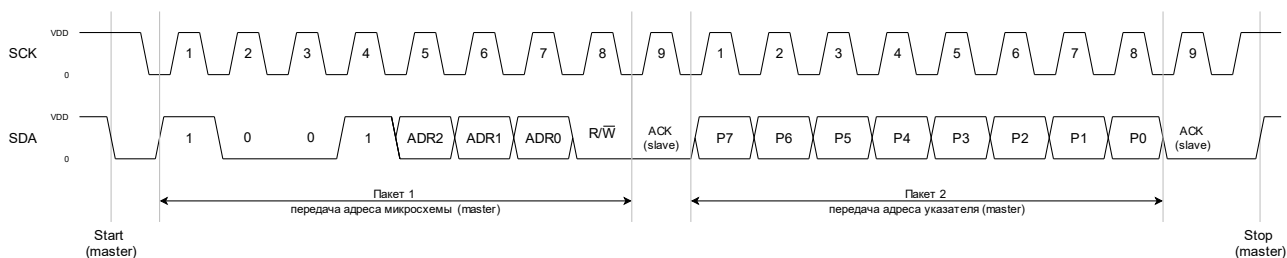 VDD
SCK 1 2 3 4 5 6 7 8 9 1 2 3 4 5 6 7 8 9
0
VDD
SDA 1 0 0 1 ADR2 ADR1 ADR0 R/W̅ ACK (slave) P7 P6 P5 P4 P3 P2 P1 P0 ACK (slave)
0
Пакет 1
передача адреса микросхемы (master)
Пакет 2
передача адреса указателя (master)
Start
(master)
Stop
(master)